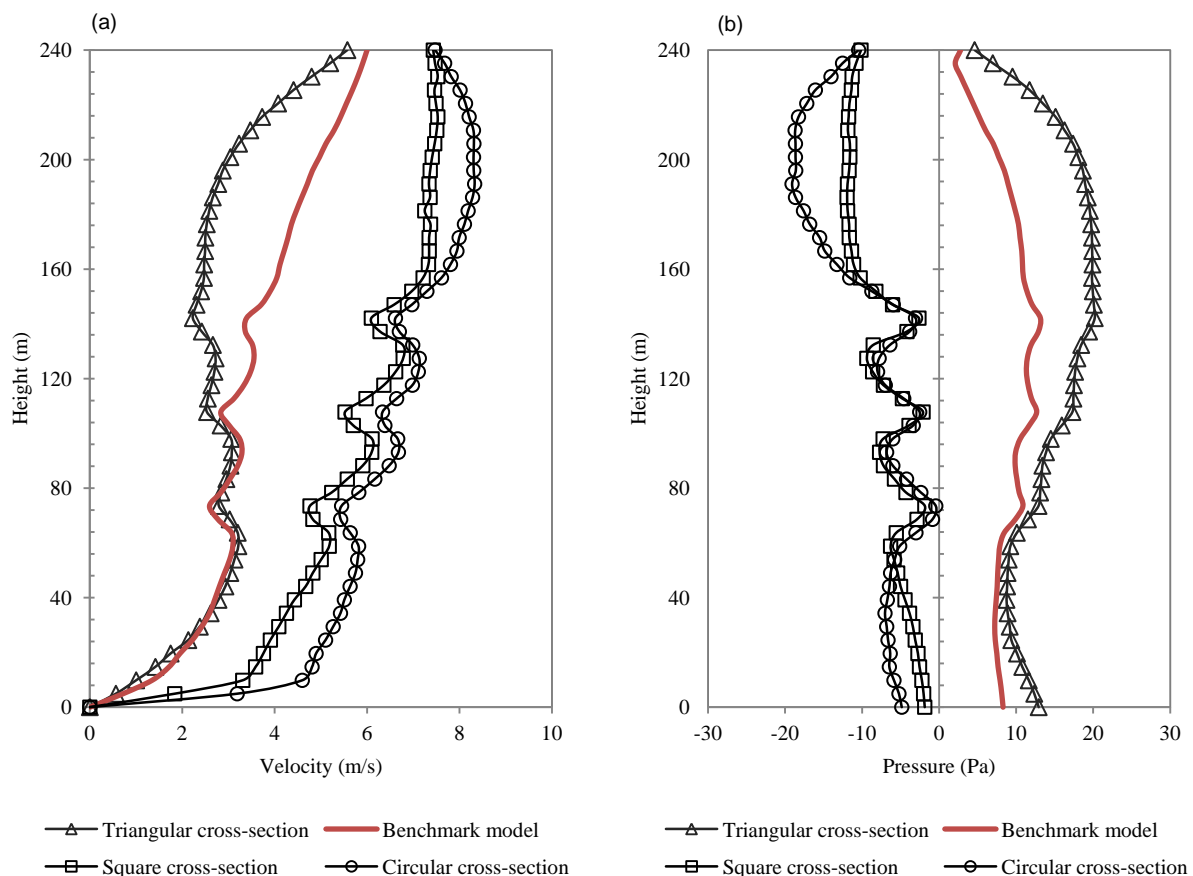 (a)
240
200
160
120
80
40
0
Height (m)
0 2 4 6 8 10
Velocity (m/s)
Triangular cross-section Benchmark model
Square cross-section Circular cross-section
(b)
240
200
160
120
80
40
0
Height (m)
-30 -20 -10 0 10 20 30
Pressure (Pa)
Triangular cross-section Benchmark model
Square cross-section Circular cross-section